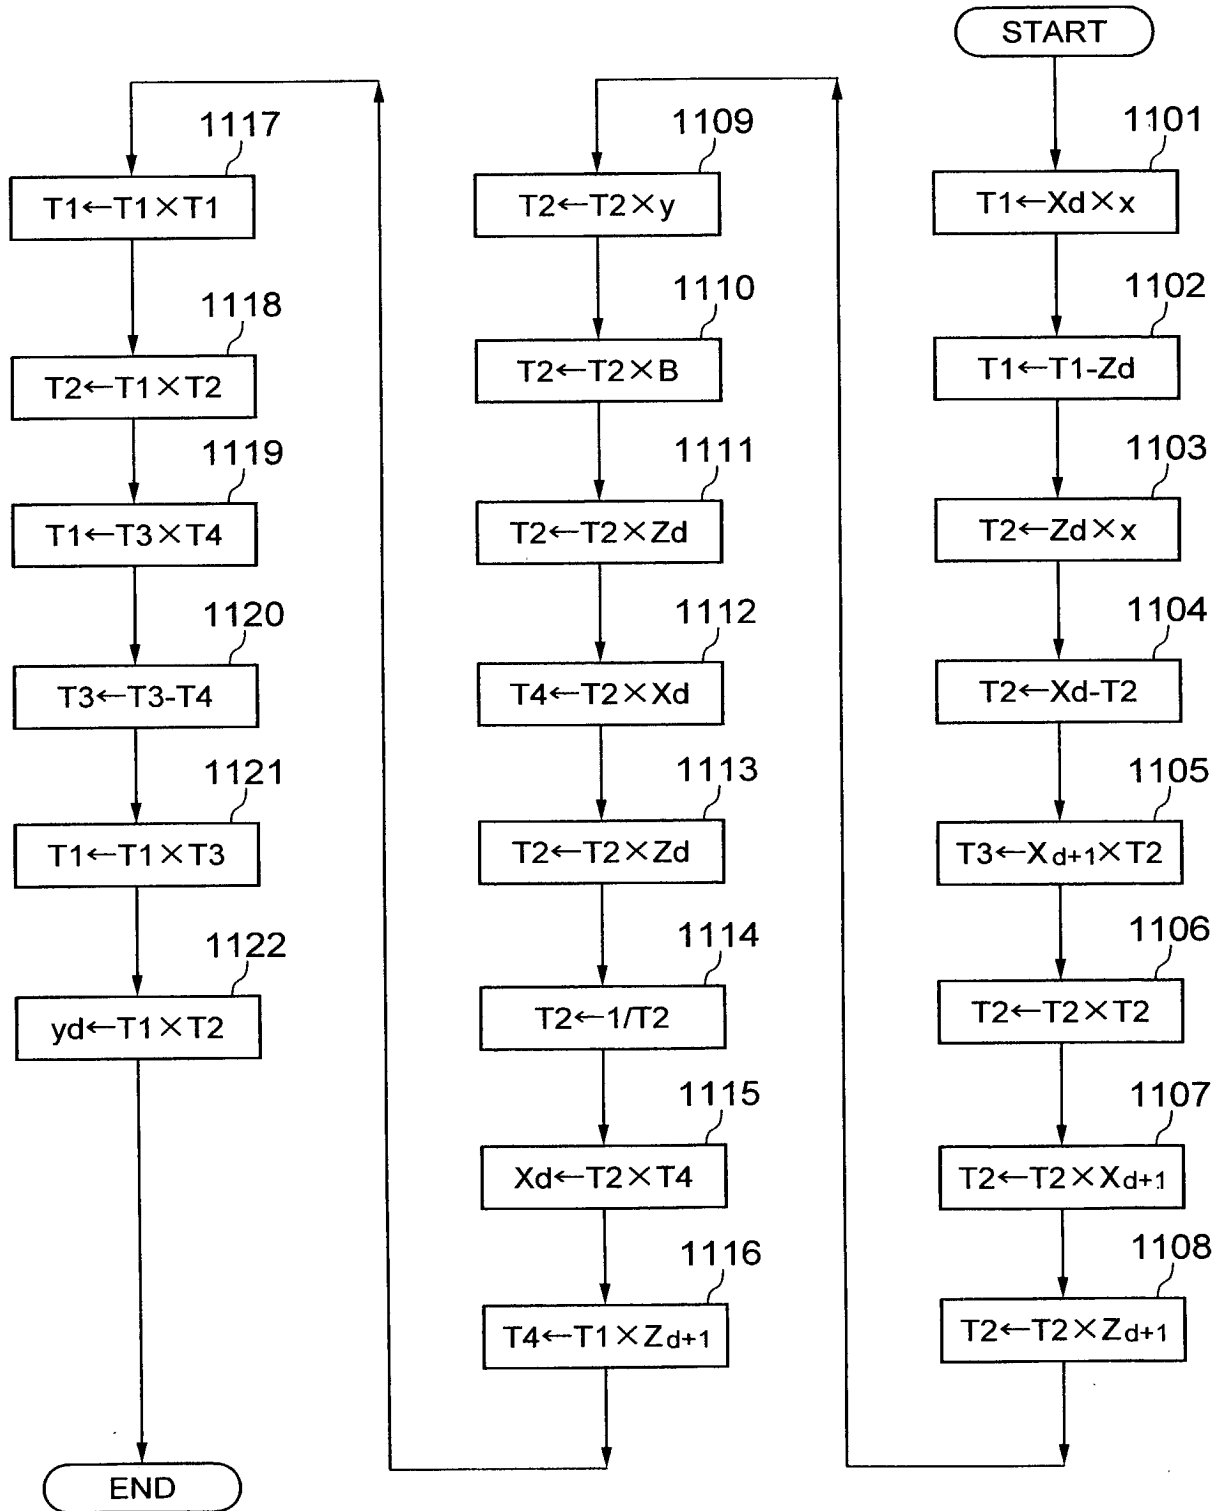 START
1101
T1←Xd×x
1102
T1←T1-Zd
1103
T2←Zd×x
1104
T2←Xd-T2
1105
T3←Xd+1×T2
1106
T2←T2×T2
1107
T2←T2×Xd+1
1108
T2←T2×Zd+1
1109
T2←T2×y
1110
T2←T2×B
1111
T2←T2×Zd
1112
T4←T2×Xd
1113
T2←T2×Zd
1114
T2←1/T2
1115
Xd←T2×T4
1116
T4←T1×Zd+1
1117
T1←T1×T1
1118
T2←T1×T2
1119
T1←T3×T4
1120
T3←T3-T4
1121
T1←T1×T3
1122
yd←T1×T2
END